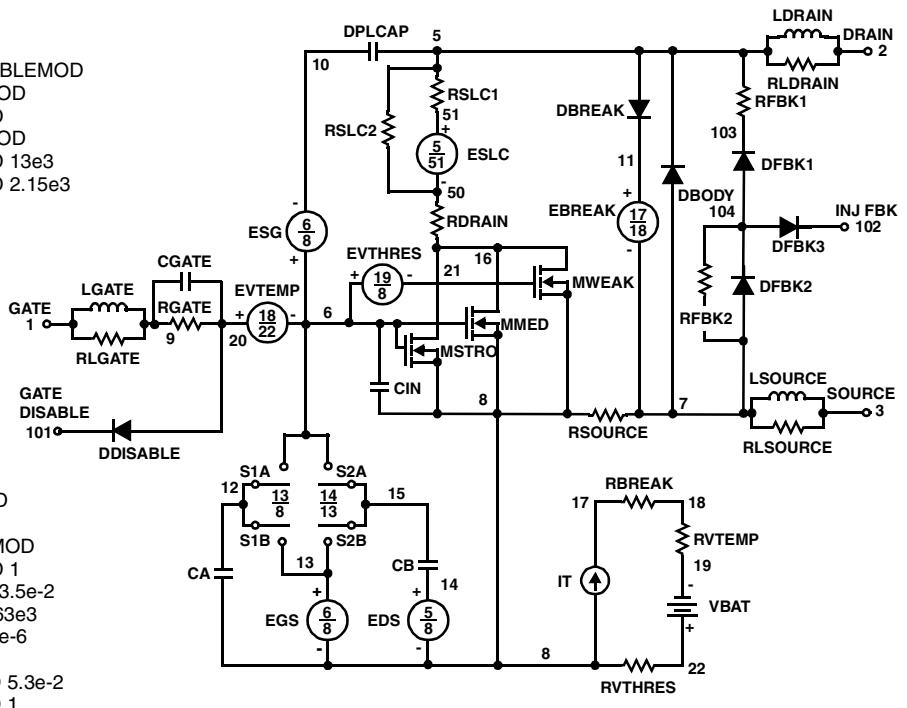 LDRAIN
DPLCAP 5 DRAIN
10 2
BLEMOD
RLDRAIN
OD
RSLC1 RFBK1
D
51 DBREAK
OD
RSLC2 + 103
D 13e3
5
51 ESLC
11 DFBK1
D 2.15e3
- 50
- + DBODY
RDRAIN 104 INJ FBK
6
8 ESG EBREAK 17
18 102
+ EVTHRES 16 - DFBK3
CGATE + 19
8 - 21 MWEAK
LGATE EVTEMP DFBK2
GATE RGATE + 18
22 - 6 MMED RFBK2
1 9 20
MSTRO
RLGATE
CIN LSOURCE
GATE 8 7 SOURCE
DISABLE 3
101 RSOURCE
DDISABLE RLSOURCE
S1A S2A RBREAK
12 13
8 14
13 15 17 18
D
S1B S2B RVTEMP
MOD
13 CB 19
D 1
CA IT -
3.5e-2
14 VBAT
+ + +
63e3
EGS 6
8 EDS 5
8
e-6
- - 8 22
D 5.3e-2
RVTHRES
D 1